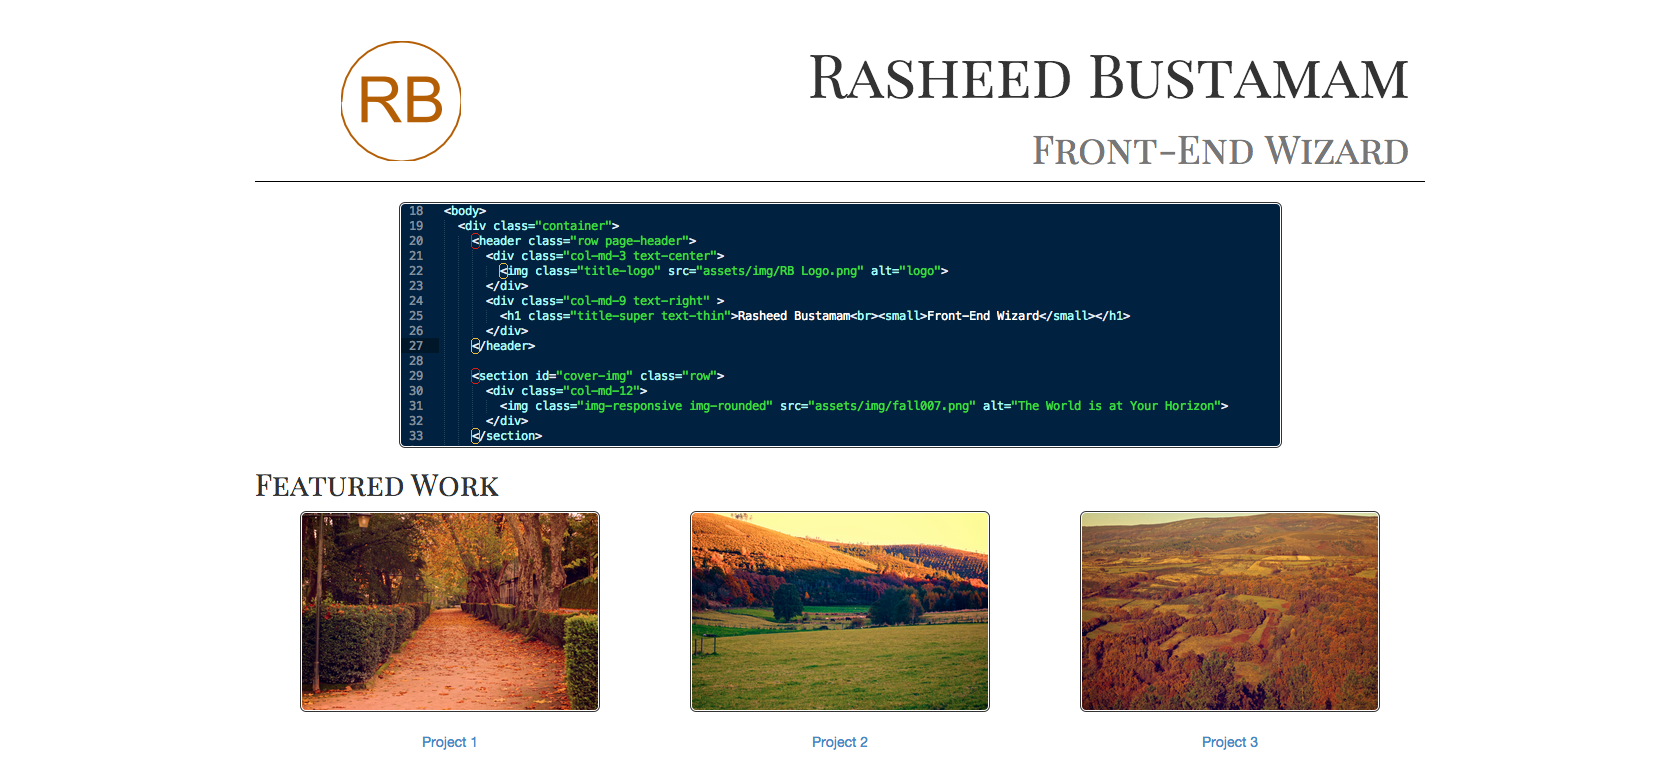 RB
Rasheed Bustamam
Front-End Wizard
18 <body>
19 <div class="container">
20 <header class="row page-header">
21 <div class="col-md-3 text-center">
22 <img class="title-logo" src="assets/img/RB Logo.png" alt="logo">
23 </div>
24 <div class="col-md-9 text-right" >
25 <h1 class="title-super text-thin">Rasheed Bustamam<br><small>Front-End Wizard</small></h1>
26 </div>
27 </header>
28
29 <section id="cover-img" class="row">
30 <div class="col-md-12">
31 <img class="img-responsive img-rounded" src="assets/img/fall007.png" alt="The World is at Your Horizon">
32 </div>
33 </section>
Featured Work
Project 1
Project 2
Project 3